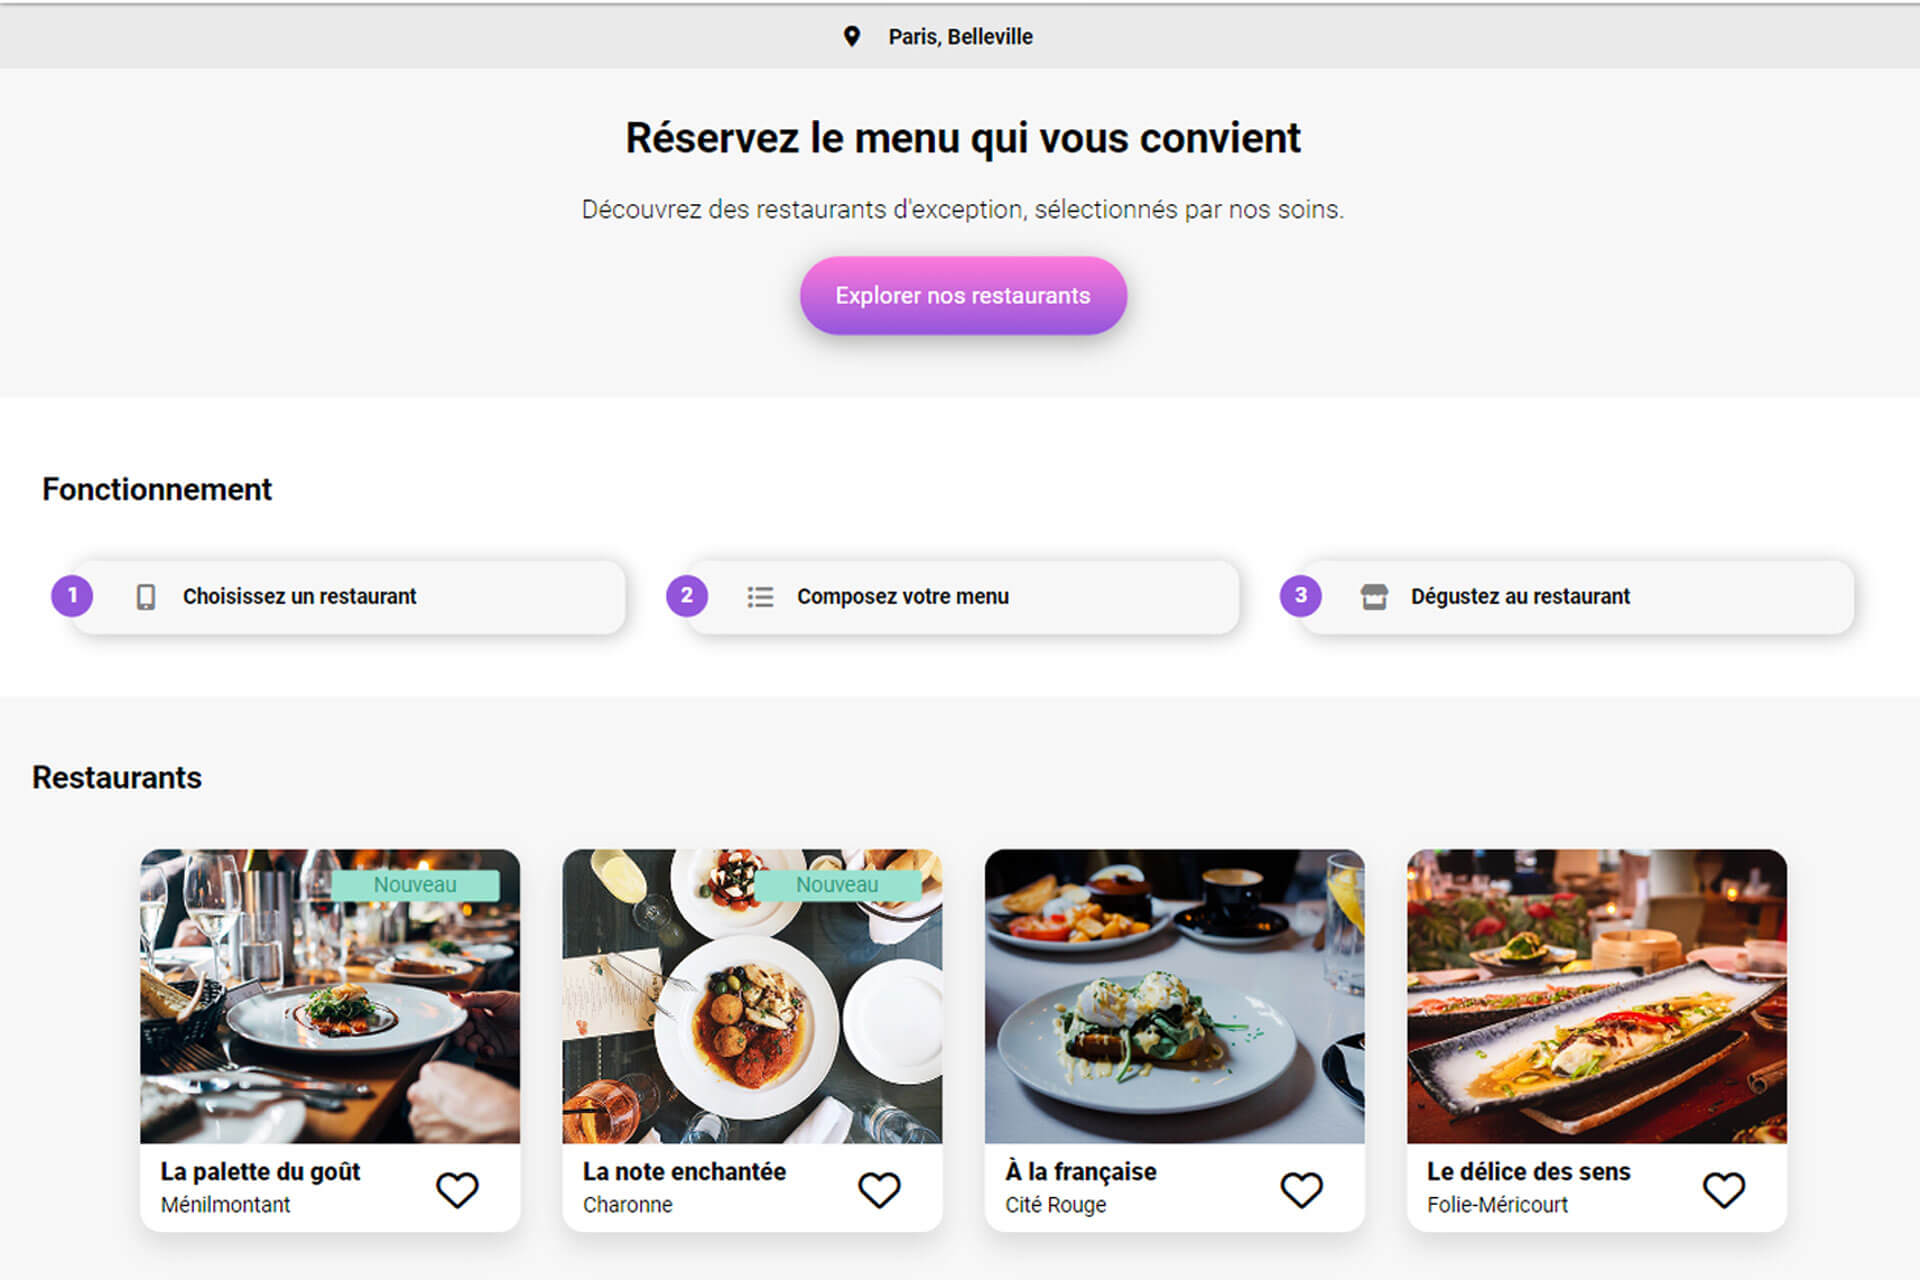 Paris, Belleville
Réservez le menu qui vous convient
Découvrez des restaurants d'exception, sélectionnés par nos soins.
Explorer nos restaurants
Fonctionnement
1 Choisissez un restaurant
2 Composez votre menu
3 Dégustez au restaurant
Restaurants
Nouveau
La palette du goût
Ménilmontant
Nouveau
La note enchantée
Charonne
À la française
Cité Rouge
Le délice des sens
Folie-Méricourt